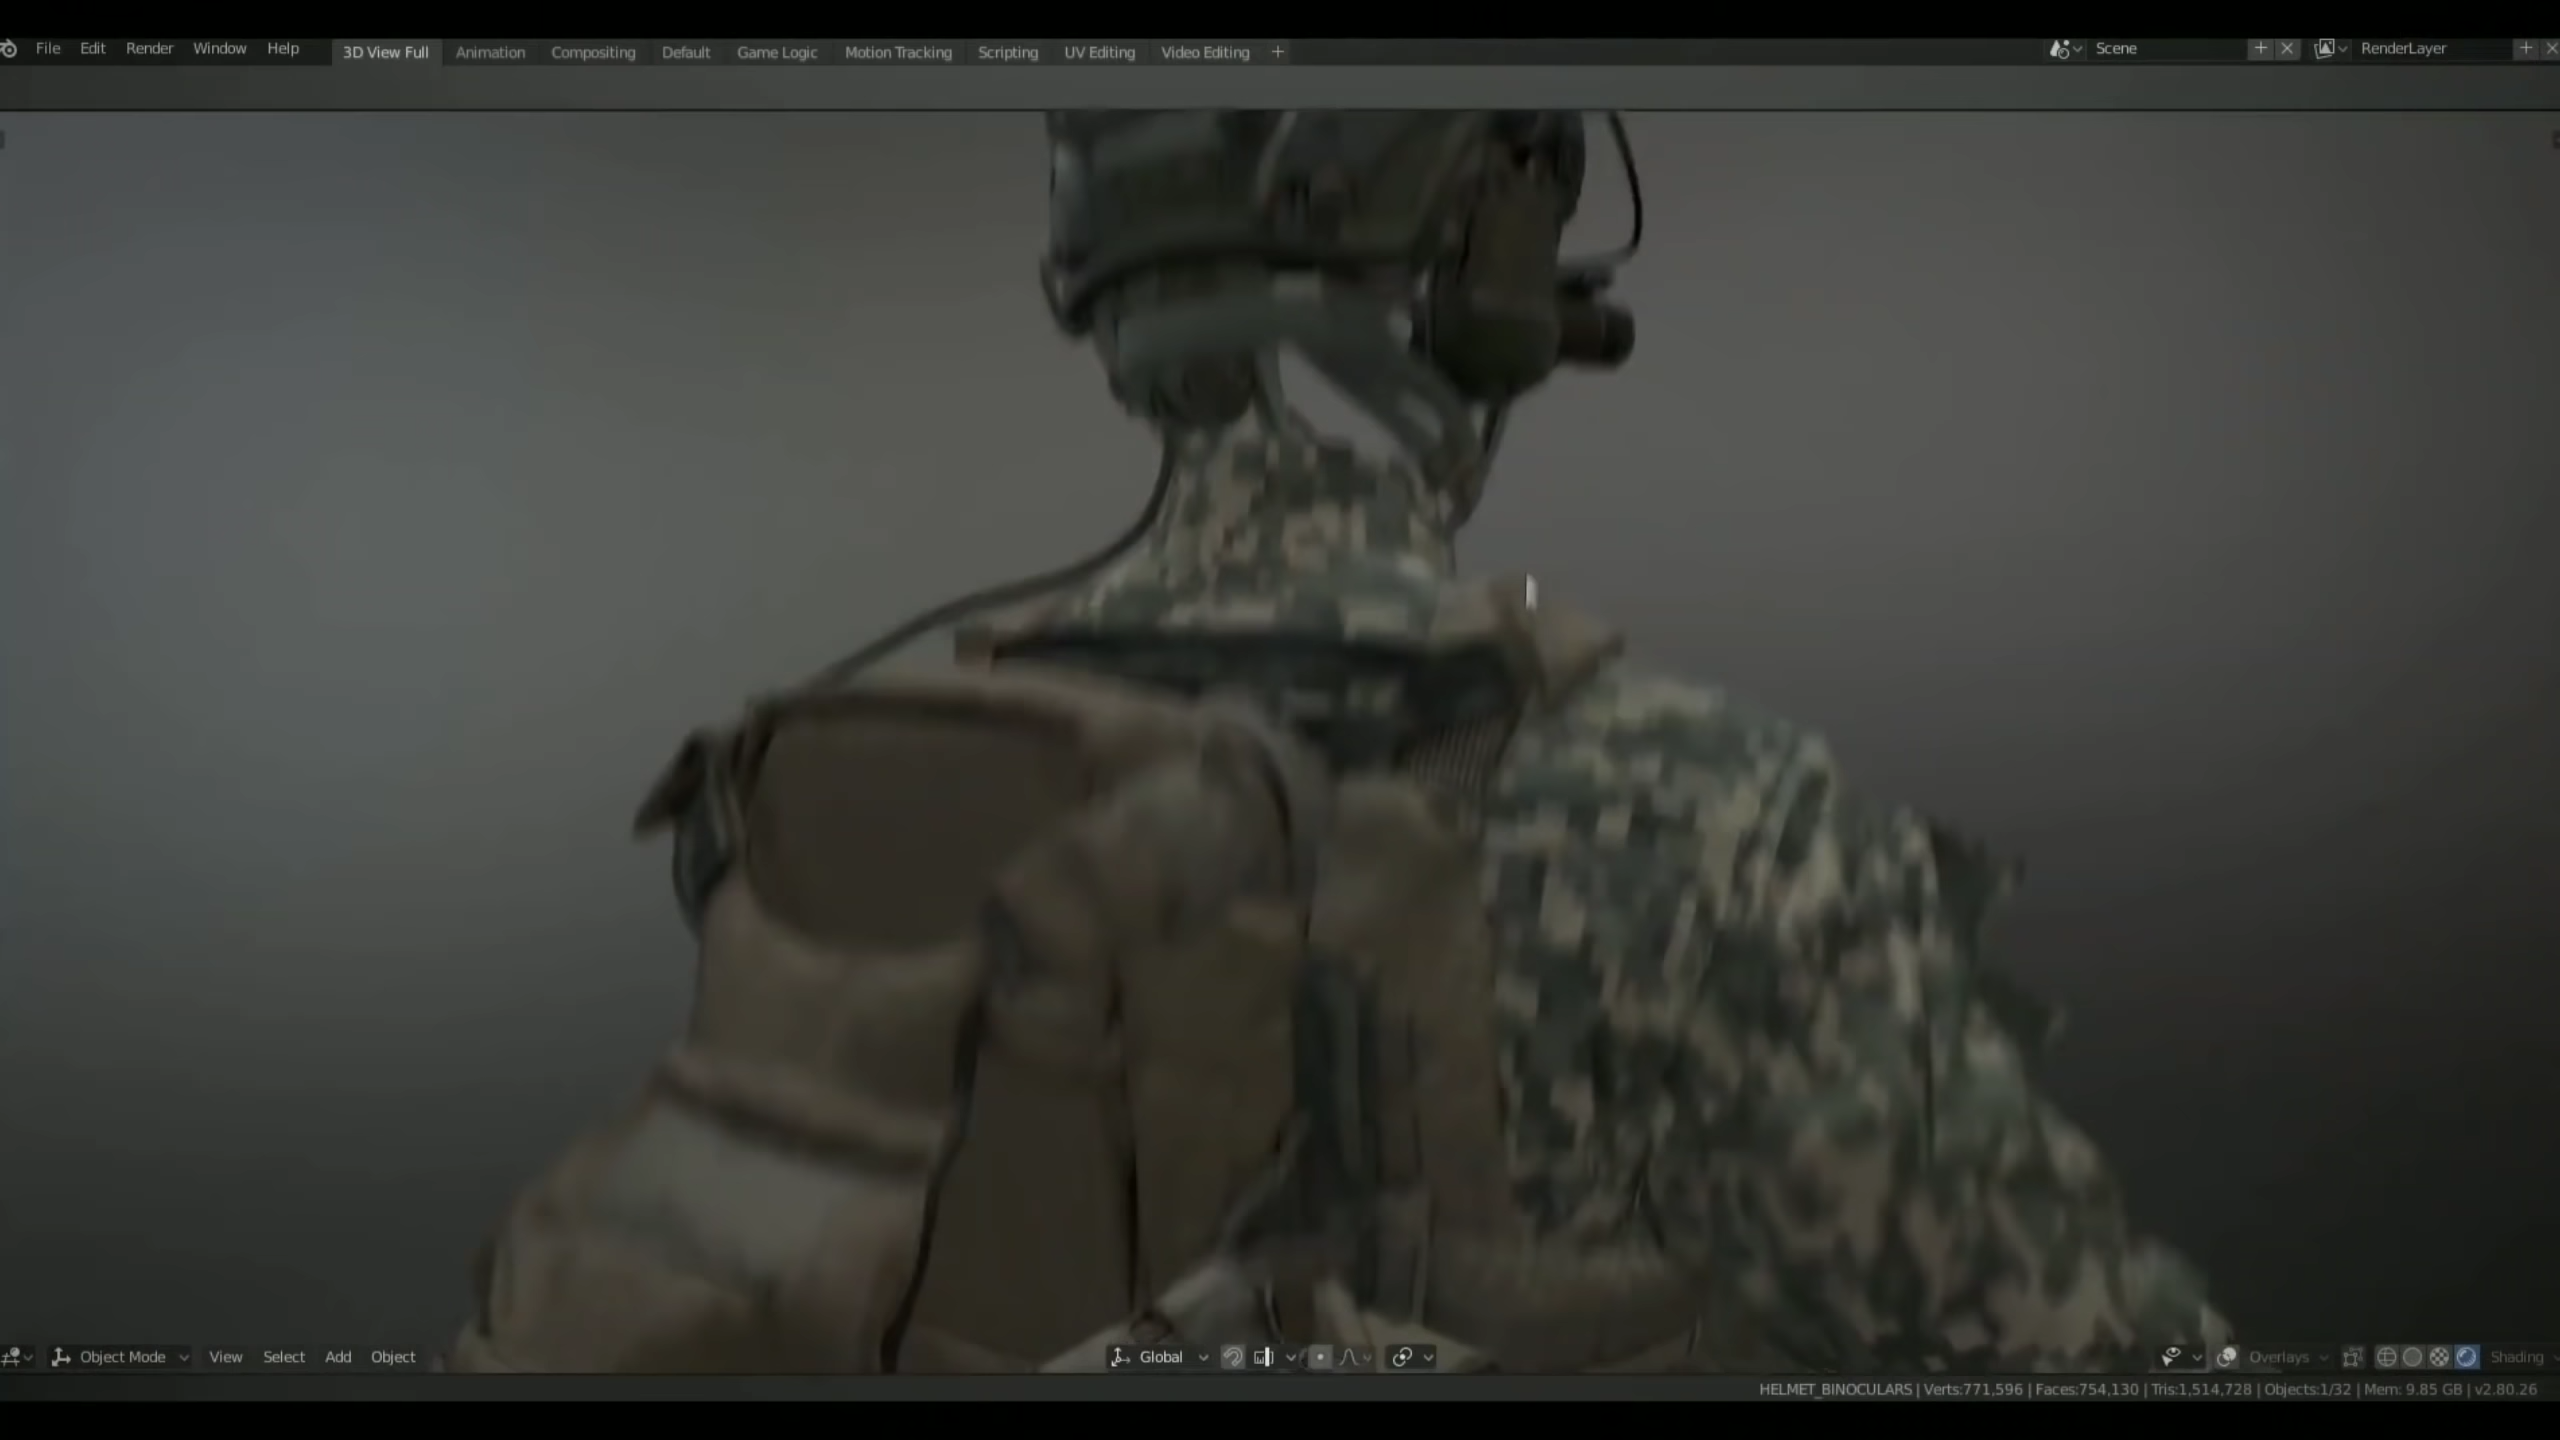 File Edit Render Window Help 3D View Full Animation Compositing Default Game Logic Motion Tracking Scripting UV Editing Video Editing + Scene RenderLayer
Object Mode View Select Add Object Global Overlays Shading
HELMET_BINOCULARS | Verts:771,596 | Faces:754,130 | Tris:1,514,728 | Objects:1/32 | Mem: 9.85 GB | v2.80.26